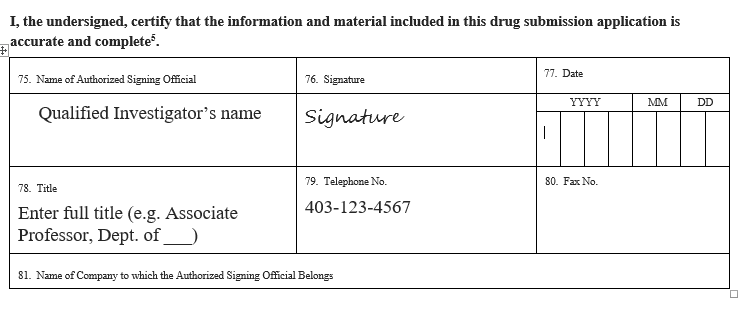 I, the undersigned, certify that the information and material included in this drug submission application is
accurate and complete⁵.
75. Name of Authorized Signing Official
76. Signature
77. Date
YYYY MM DD
Qualified Investigator's name
Signature
78. Title
79. Telephone No.
80. Fax No.
Enter full title (e.g. Associate
Professor, Dept. of ___)
403-123-4567
81. Name of Company to which the Authorized Signing Official Belongs